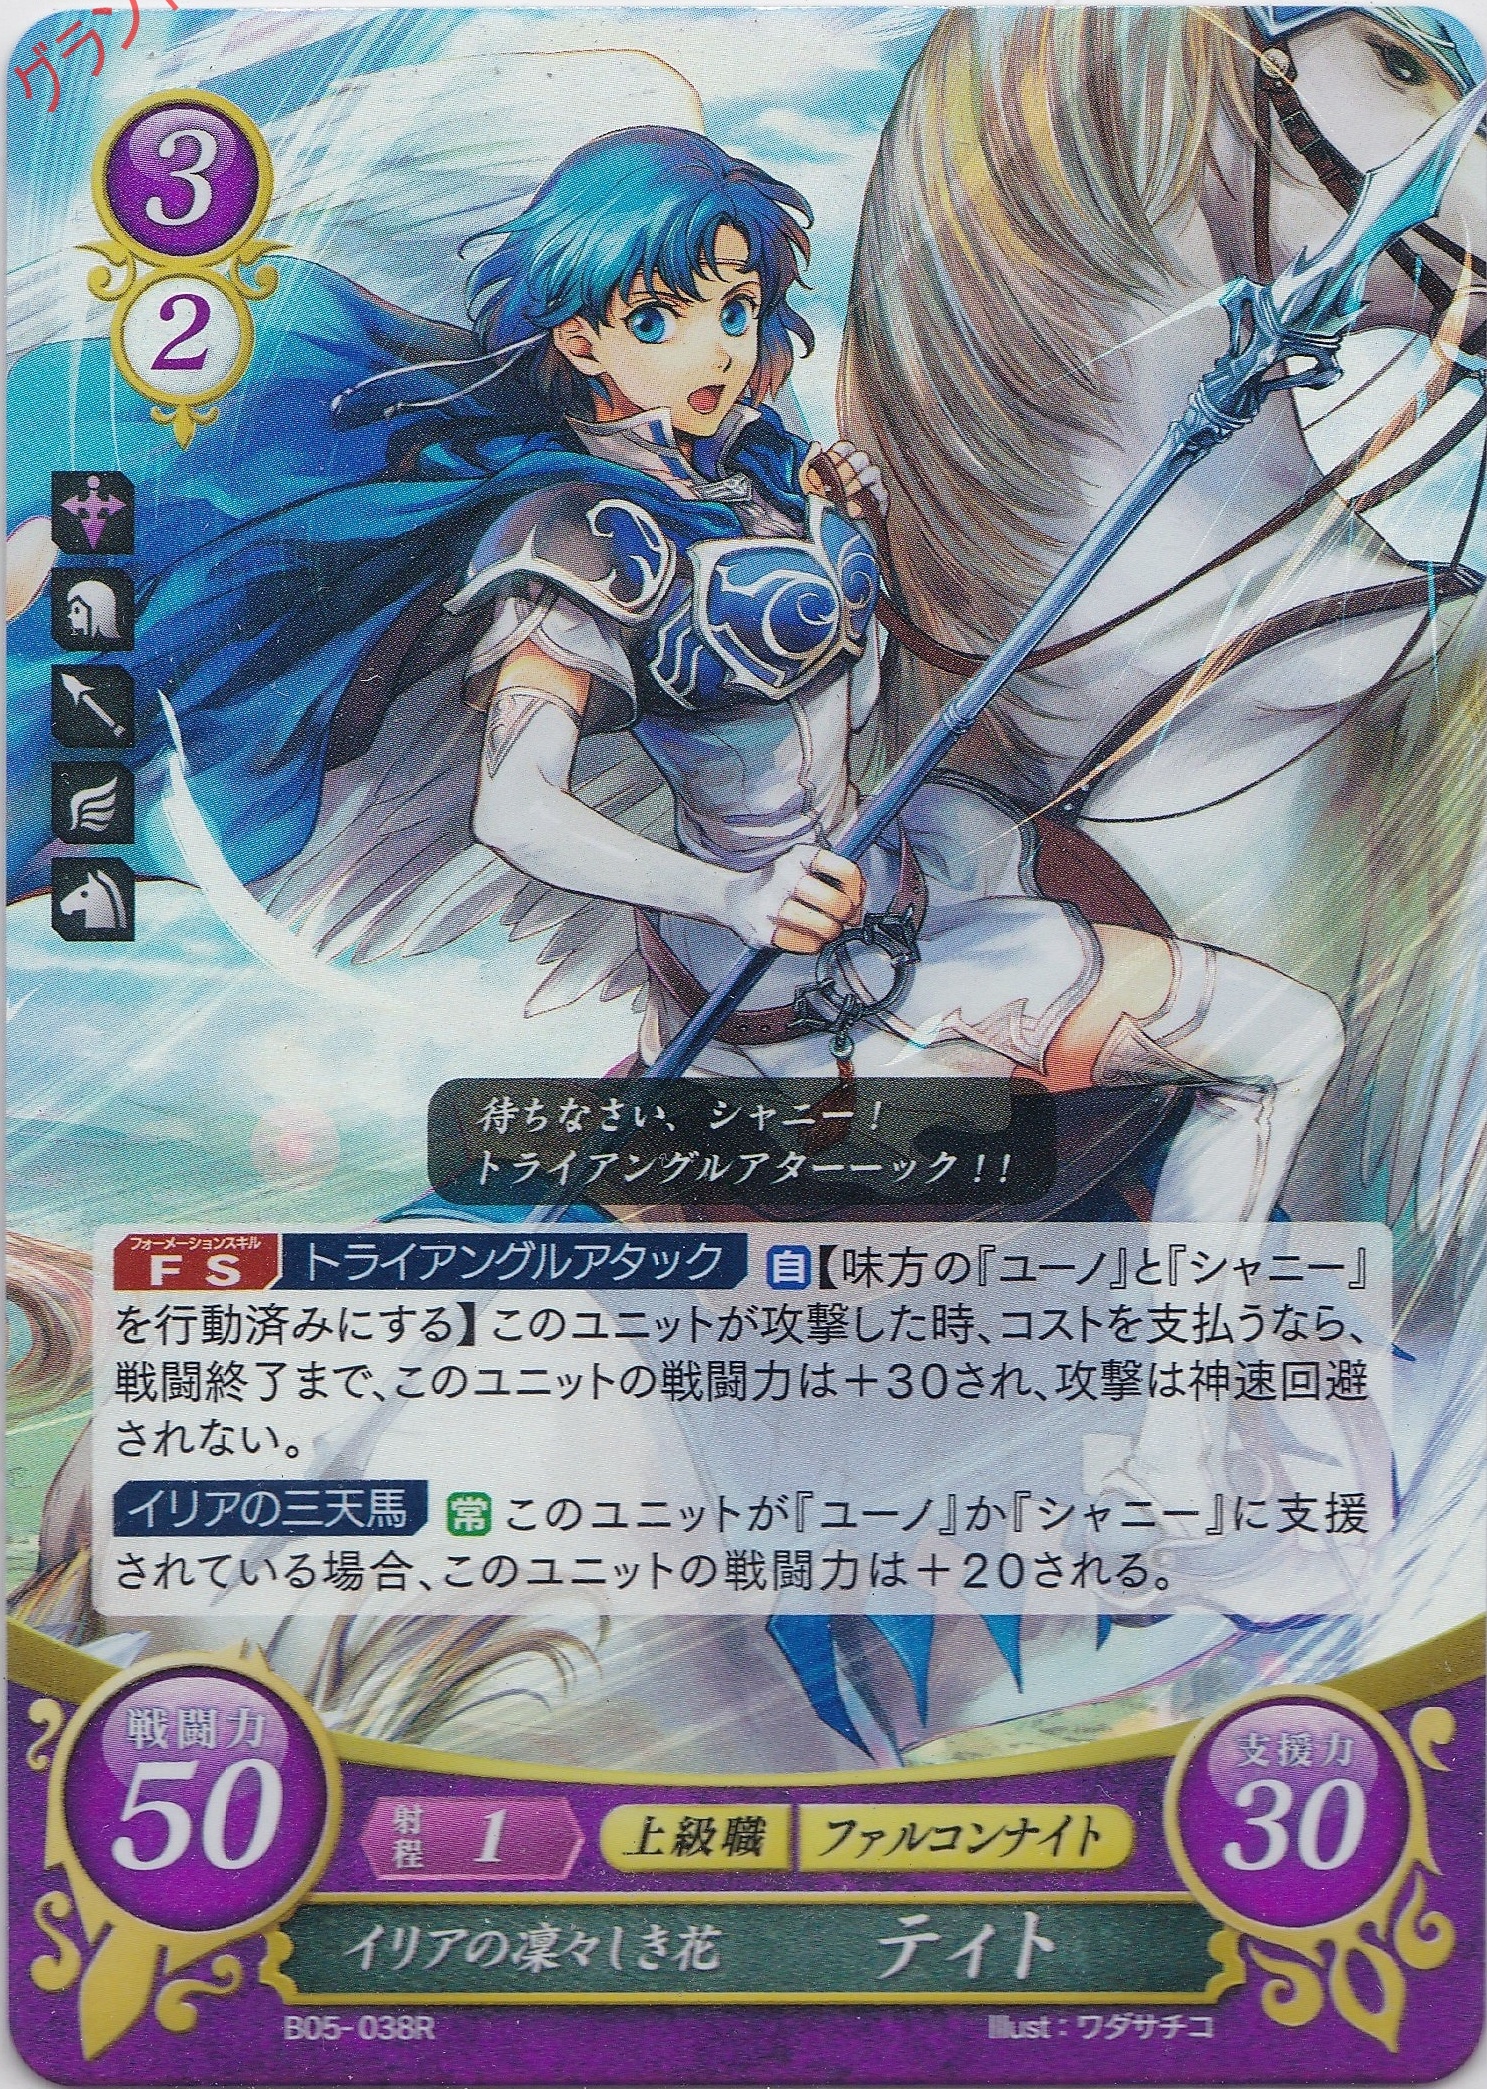 グラン
3
2
待ちなさい、シャニー！
トライアングルアターーック！！
フォーメーションスキル
FS トライアングルアタック 自【味方の『ユーノ』と『シャニー』
を行動済みにする】このユニットが攻撃した時、コストを支払うなら、
戦闘終了まで、このユニットの戦闘力は＋30され、攻撃は神速回避
されない。
イリアの三天馬 常 このユニットが『ユーノ』か『シャニー』に支援
されている場合、このユニットの戦闘力は＋20される。
戦闘力
50
射程 1
上級職 ファルコンナイト
支援力
30
イリアの凜々しき花 ティト
B05-038R
Illust：ワダサチコ